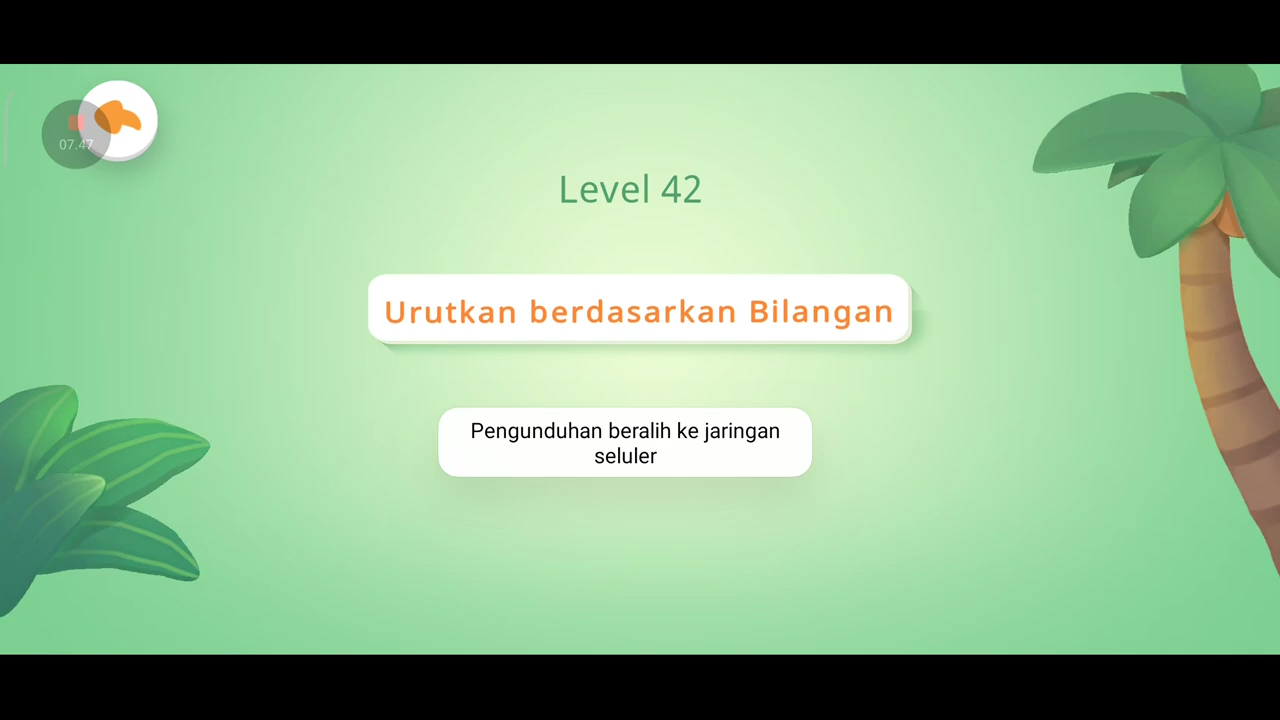 07.47
Level 42
Urutkan berdasarkan Bilangan
Pengunduhan beralih ke jaringan
seluler